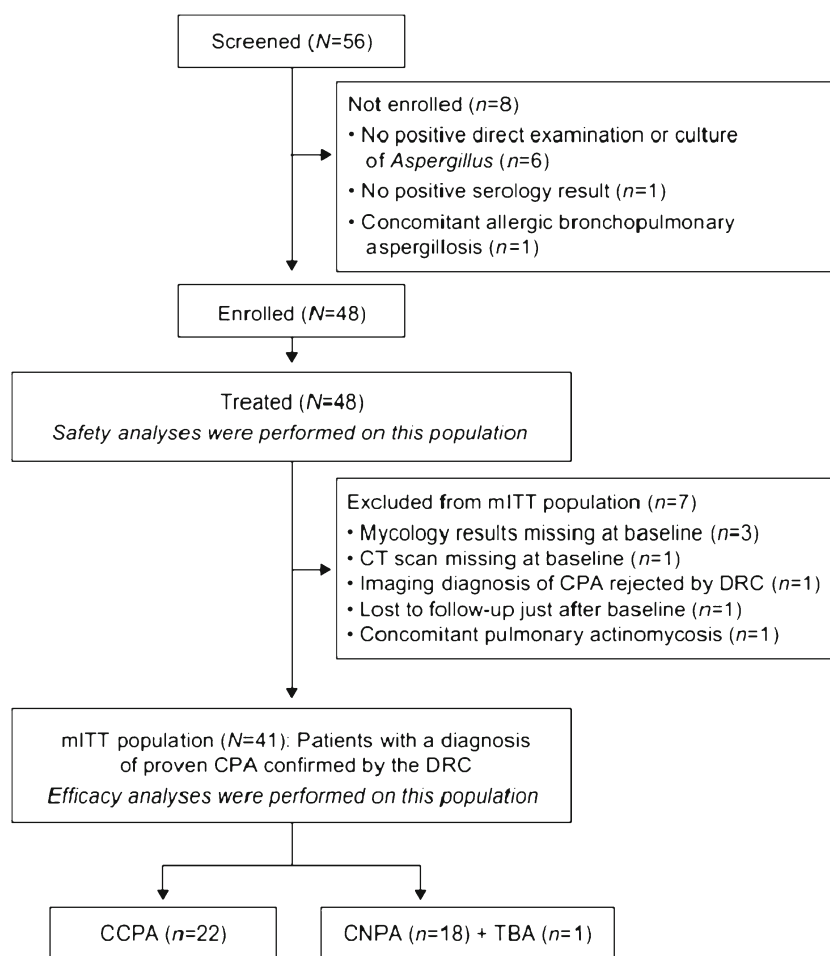 Screened (N=56)
Not enrolled (n=8)
• No positive direct examination or culture
of Aspergillus (n=6)
• No positive serology result (n=1)
• Concomitant allergic bronchopulmonary
aspergillosis (n=1)
Enrolled (N=48)
Treated (N=48)
Safety analyses were performed on this population
Excluded from mITT population (n=7)
• Mycology results missing at baseline (n=3)
• CT scan missing at baseline (n=1)
• Imaging diagnosis of CPA rejected by DRC (n=1)
• Lost to follow-up just after baseline (n=1)
• Concomitant pulmonary actinomycosis (n=1)
mITT population (N=41): Patients with a diagnosis
of proven CPA confirmed by the DRC
Efficacy analyses were performed on this population
CCPA (n=22)
CNPA (n=18) + TBA (n=1)